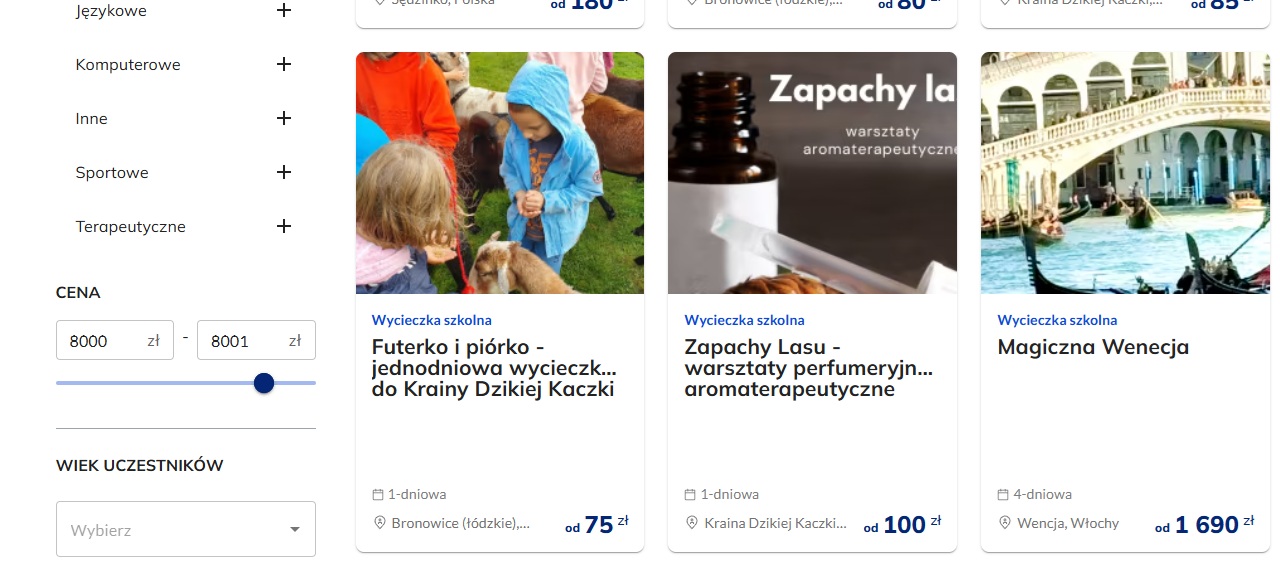 Językowe
Komputerowe
Inne
Sportowe
Terapeutyczne
CENA
8000 zł - 8001 zł
WIEK UCZESTNIKÓW
Wybierz
Sędzinko, Polska od 180 zł
Bronowice (łódzkie),... od 80 zł
Kraina Dzikiej Kaczki,... od 85 zł
Wycieczka szkolna
Futerko i piórko -
jednodniowa wycieczk...
do Krainy Dzikiej Kaczki
1-dniowa
Bronowice (łódzkie),... od 75 zł
Zapachy la
warsztaty
aromaterapeutyczne
Wycieczka szkolna
Zapachy Lasu -
warsztaty perfumeryjn...
aromaterapeutyczne
1-dniowa
Kraina Dzikiej Kaczki... od 100 zł
Wycieczka szkolna
Magiczna Wenecja
4-dniowa
Wencja, Włochy od 1 690 zł